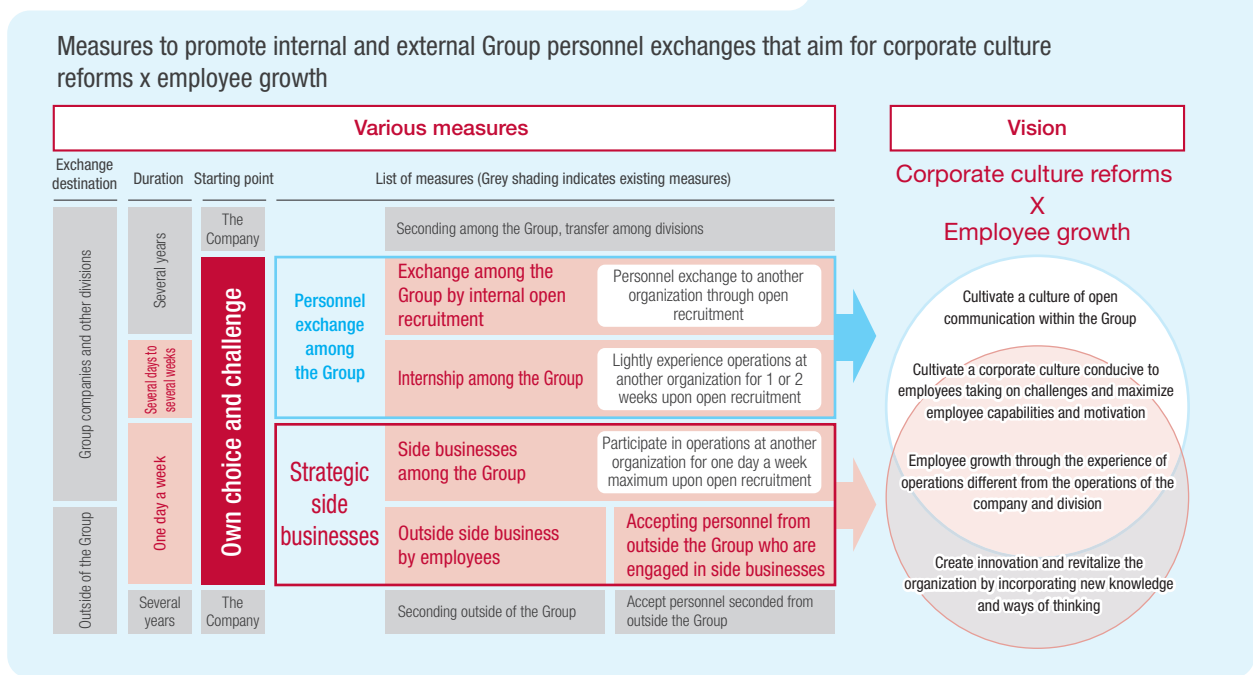 Measures to promote internal and external Group personnel exchanges that aim for corporate culture
reforms x employee growth
Various measures
Exchange
destination
Duration
Starting point
List of measures (Grey shading indicates existing measures)
Group companies and other divisions
Several years
The
Company
Seconding among the Group, transfer among divisions
Own choice and challenge
Personnel
exchange
among
the Group
Exchange among the
Group by internal open
recruitment
Personnel exchange to another
organization through open
recruitment
Several days to
several weeks
Internship among the Group
Lightly experience operations at
another organization for 1 or 2
weeks upon open recruitment
One day a week
Strategic
side
businesses
Side businesses
among the Group
Participate in operations at another
organization for one day a week
maximum upon open recruitment
Outside of the Group
Outside side business
by employees
Accepting personnel from
outside the Group who are
engaged in side businesses
Several
years
The
Company
Seconding outside of the Group
Accept personnel seconded from
outside the Group
Vision
Corporate culture reforms
X
Employee growth
Cultivate a culture of open
communication within the Group
Cultivate a corporate culture conducive to
employees taking on challenges and maximize
employee capabilities and motivation
Employee growth through the experience of
operations different from the operations of the
company and division
Create innovation and revitalize the
organization by incorporating new knowledge
and ways of thinking